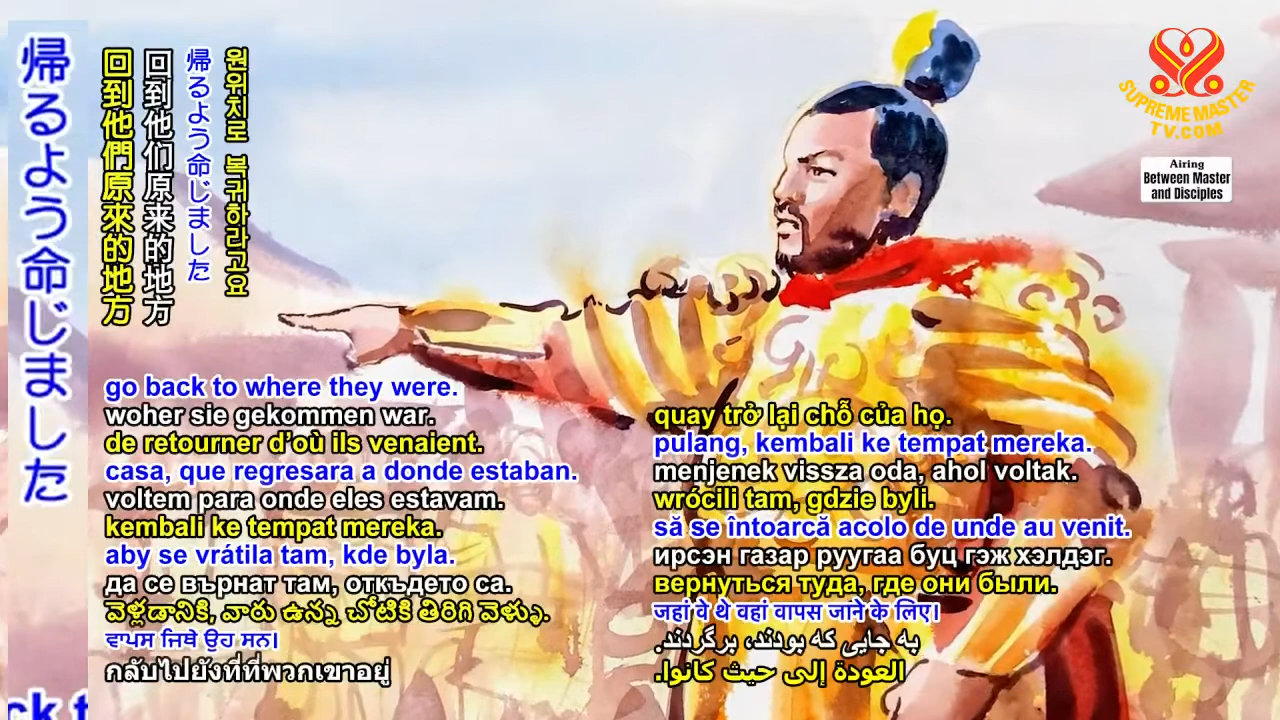 帰るよう命じました
回到他們原來的地方
回到他们原来的地方
帰るよう命じました
원위치로 복귀하라고요
SUPREME MASTER
TV.COM
Airing
Between Master
and Disciples
go back to where they were.
woher sie gekommen war.
de retourner d’où ils venaient.
casa, que regresara a donde estaban.
voltem para onde eles estavam.
kembali ke tempat mereka.
aby se vrátila tam, kde byla.
да се върнат там, откъдето са.
వెళ్లడానికి, వారు ఉన్న చోటికి తిరిగి వెళ్ళు.
ਵਾਪਸ ਜਿਥੇ ਉਹ ਸਨ।
กลับไปยังที่ที่พวกเขาอยู่
quay trở lại chỗ của họ.
pulang, kembali ke tempat mereka.
menjenek vissza oda, ahol voltak.
wrócili tam, gdzie byli.
să se întoarcă acolo de unde au venit.
ирсэн газар руугаа буц гэж хэлдэг.
вернуться туда, где они были.
जहां वे थे वहां वापस जाने के लिए।
به جایی که بودند، برگردند.
العودة إلى حيث كانوا.